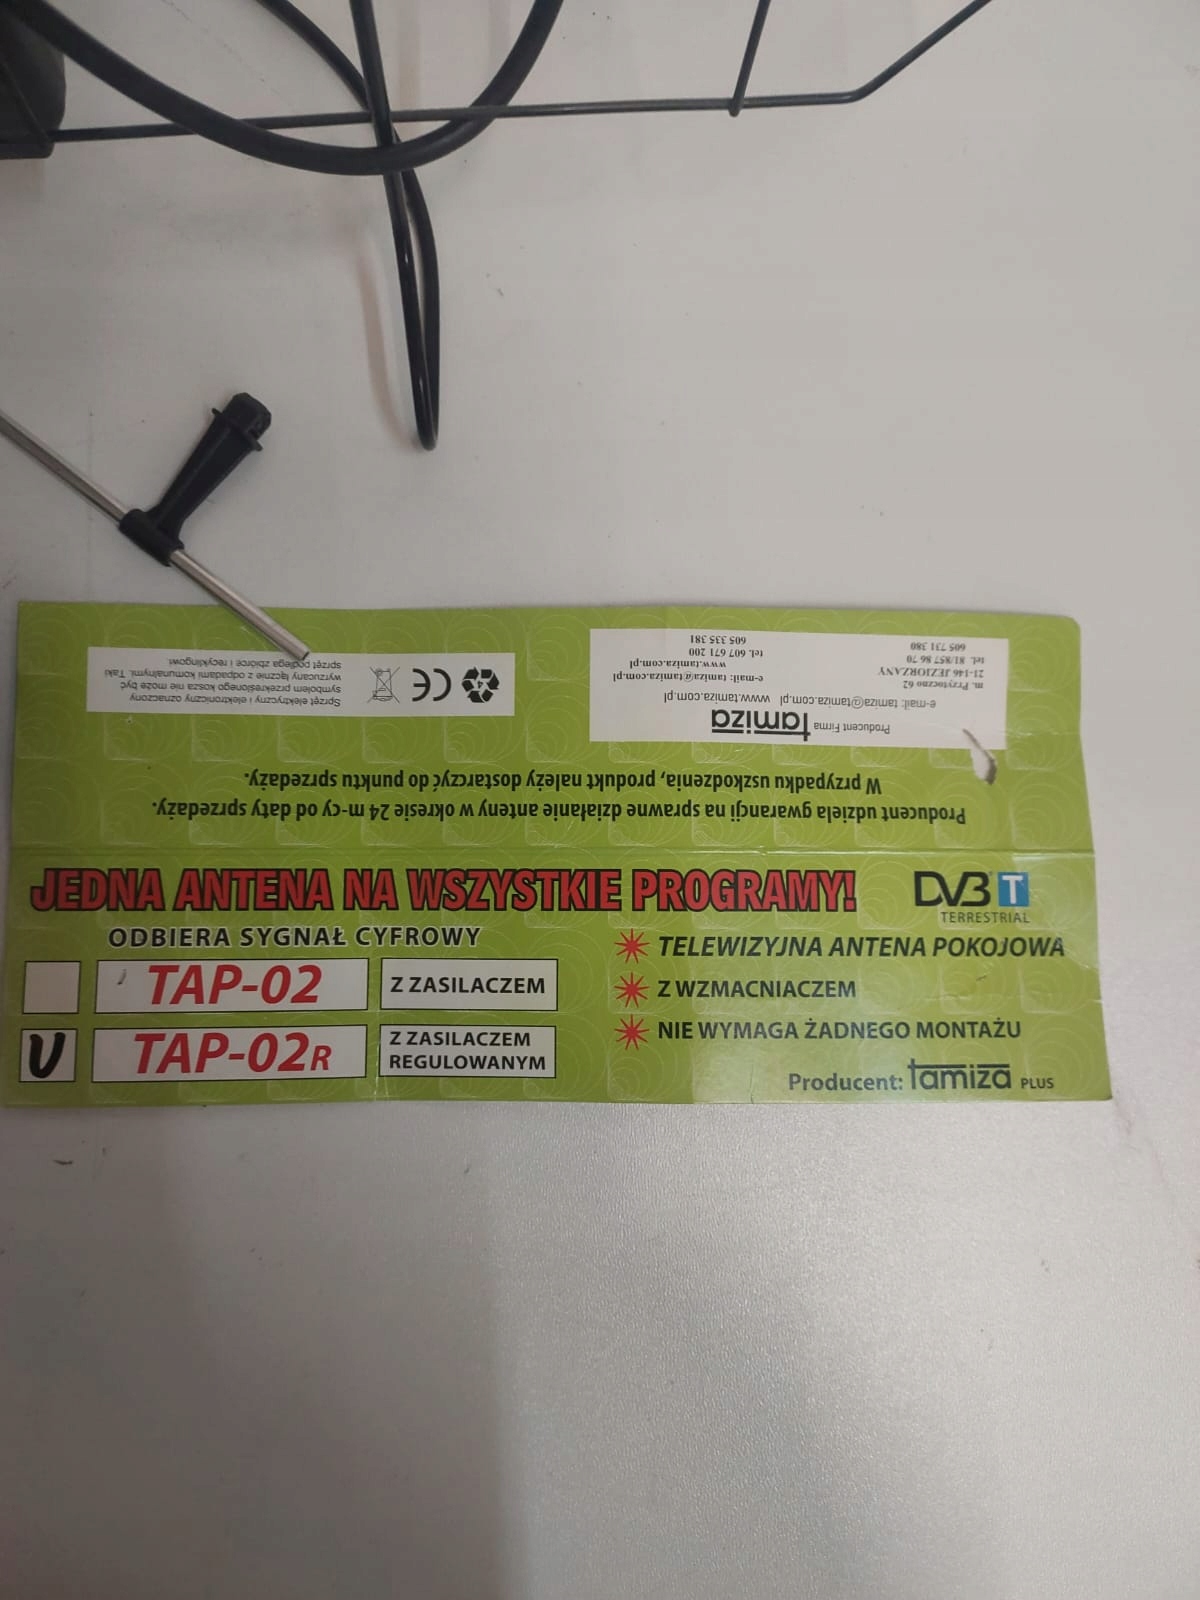 JEDNA ANTENA NA WSZYSTKIE PROGRAMY!
DVB T
TERRESTRIAL
ODBIERA SYGNAŁ CYFROWY
TAP-02
Z ZASILACZEM
V
TAP-02R
Z ZASILACZEM
REGULOWANYM
TELEWIZYJNA ANTENA POKOJOWA
Z WZMACNIACZEM
NIE WYMAGA ŻADNEGO MONTAŻU
Producent: tamiza PLUS
Producent udziela gwarancji na sprawne działanie anteny w okresie 24 m-cy od daty sprzedaży.
W przypadku uszkodzenia, produkt należy dostarczyć do punktu sprzedaży.
Producent Firma tamiza
e-mail: tamiza@tamiza.com.pl www.tamiza.com.pl
m. Przytoczno 62
21-146 JEZIORZANY
tel. 81/857 86 70
605 731 380
e-mail: tamiza@tamiza.com.pl
www.tamiza.com.pl
tel. 607 671 200
605 335 381
4
CE
Sprzęt elektryczny i elektroniczny oznaczony
symbolem przekreślonego kosza nie może być
wyrzucany łącznie z odpadami komunalnymi. Taki
sprzęt podlega zbiórce i recyklingowi